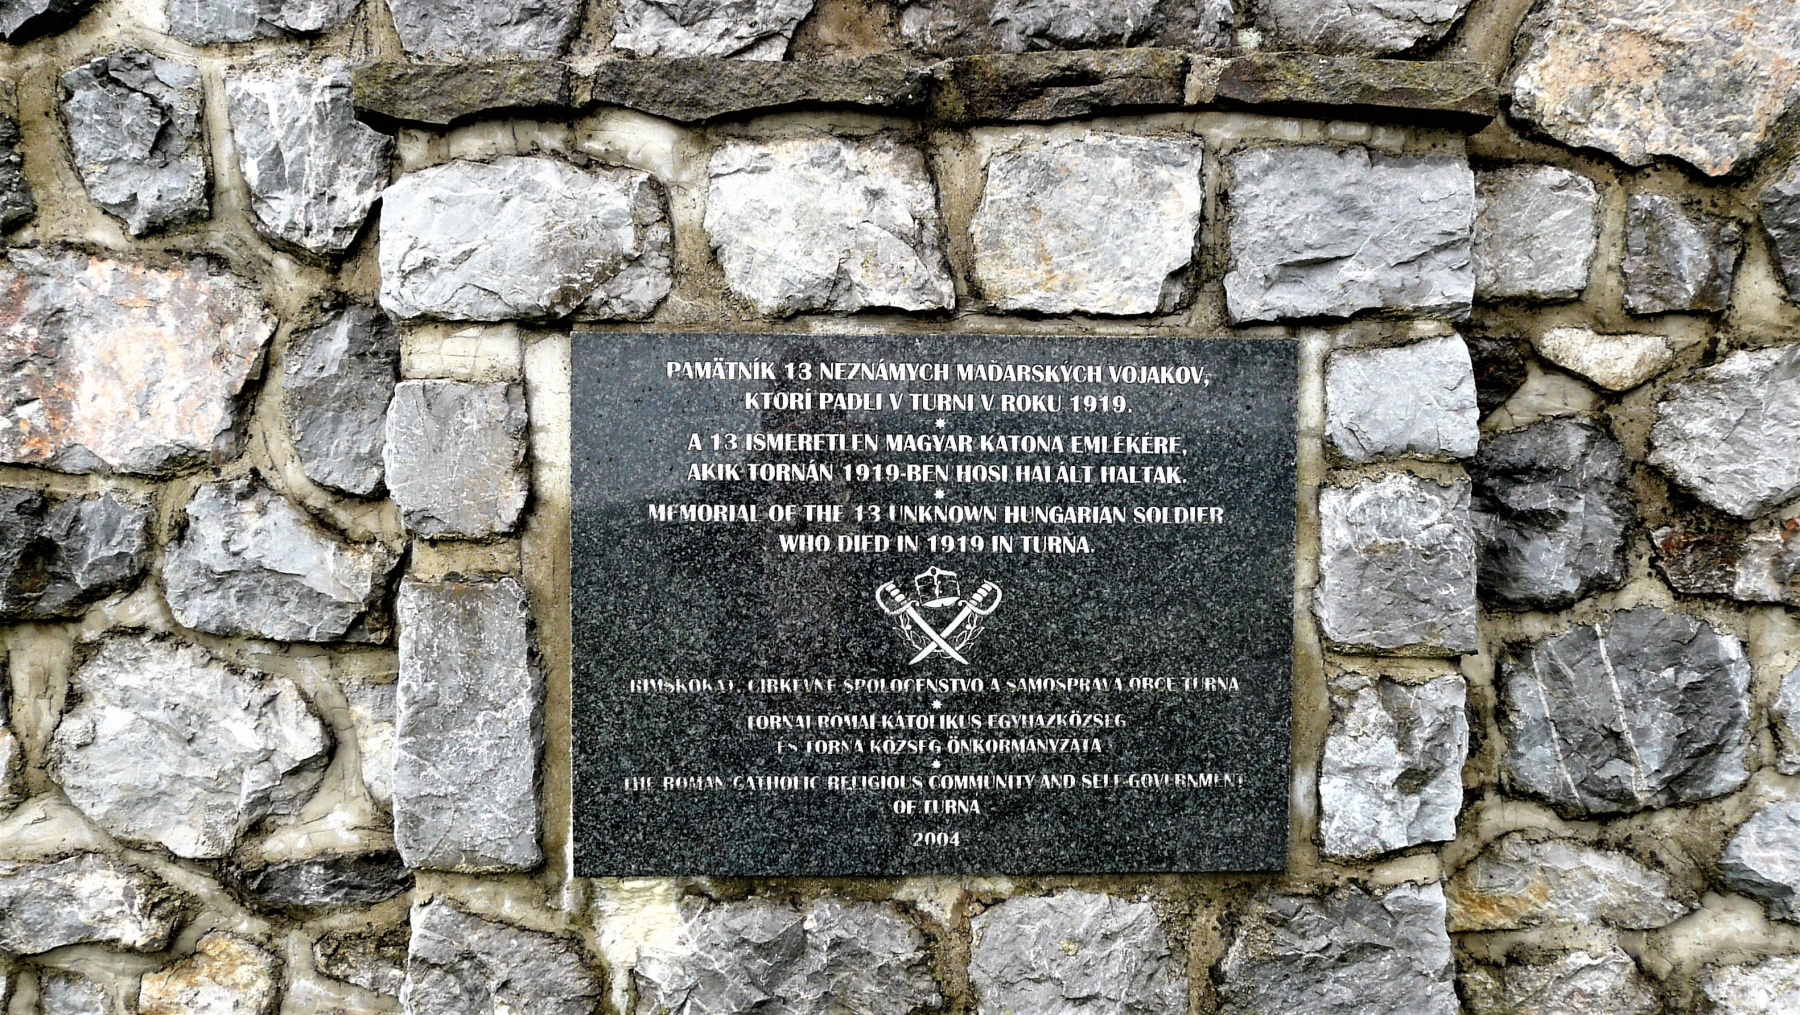 PAMÄTNÍK 13 NEZNÁMYCH MAĎARSKÝCH VOJAKOV,
KTORÍ PADLI V TURNI V ROKU 1919.
*
A 13 ISMERETLEN MAGYAR KATONA EMLÉKÉRE,
AKIK TORNÁN 1919-BEN HŐSI HALÁLT HALTAK.
*
MEMORIAL OF THE 13 UNKNOWN HUNGARIAN SOLDIER
WHO DIED IN 1919 IN TURNA.
RÍMSKOKAT. CIRKEVNÉ SPOLOČENSTVO A SAMOSPRÁVA OBCE TURŇA
*
TORNAI RÓMAI KATOLIKUS EGYHÁZKÖZSÉG
ÉS TORNA KÖZSÉG ÖNKORMÁNYZATA
*
THE ROMAN CATHOLIC RELIGIOUS COMMUNITY AND SELF-GOVERNMENT
OF TURNA
2004